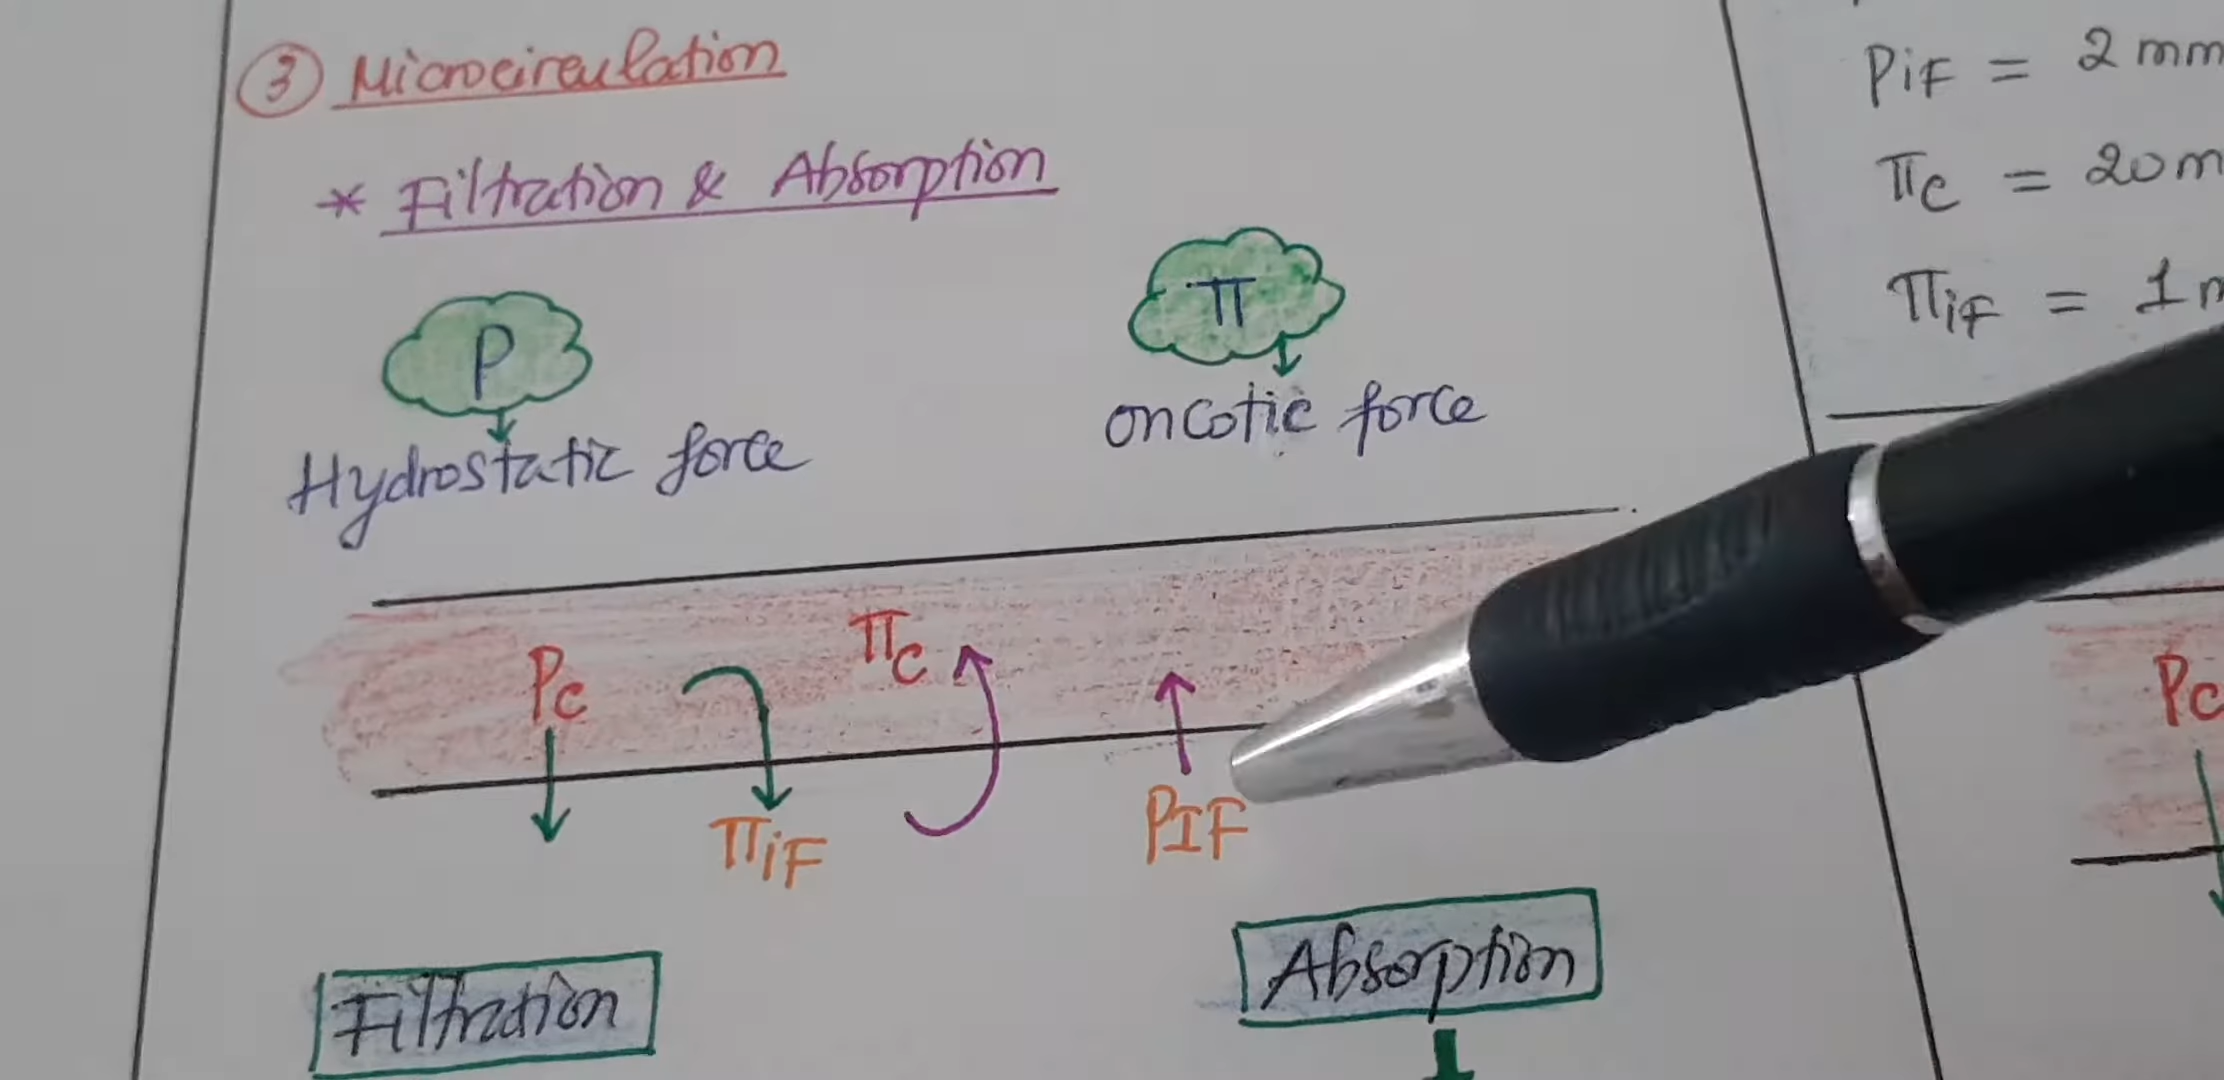 ③ Microcirculation
* Filtration & Absorption
P
Hydrostatic force
π
oncotic force
Pc
πc
πiF
PIF
Filtration
Absorption
PiF = 2 mm
πc = 20 m
πiF = 1 m
Pc